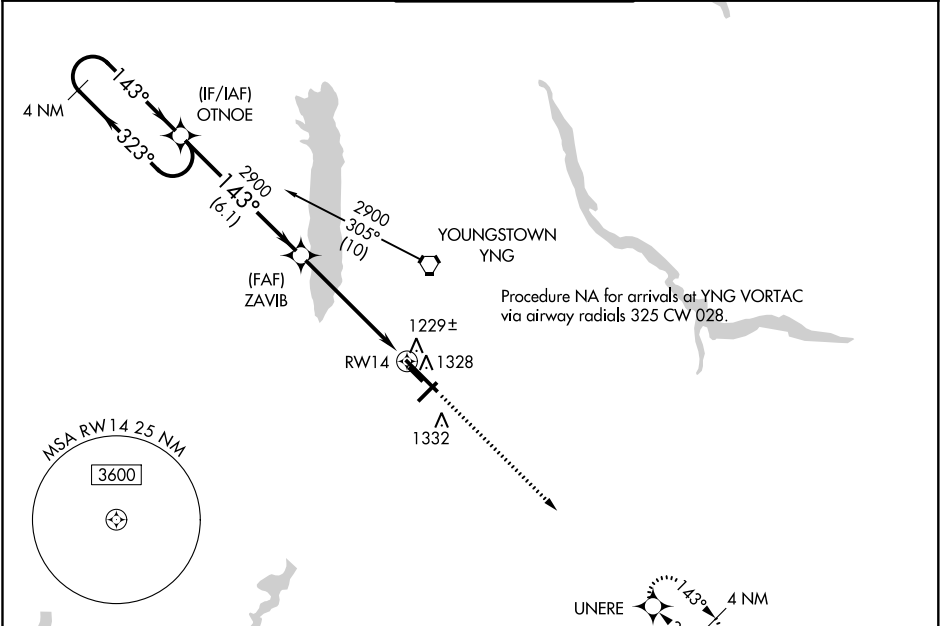 143°
4 NM
323°
(IF/IAF)
OTNOE
2900
143°
(6.1)
2900
305°
(10)
YOUNGSTOWN
YNG
(FAF)
ZAVIB
Procedure NA for arrivals at YNG VORTAC
via airway radials 325 CW 028.
1229±
RW14
1328
1332
MSA RW14 25 NM
3600
143°
4 NM
UNERE